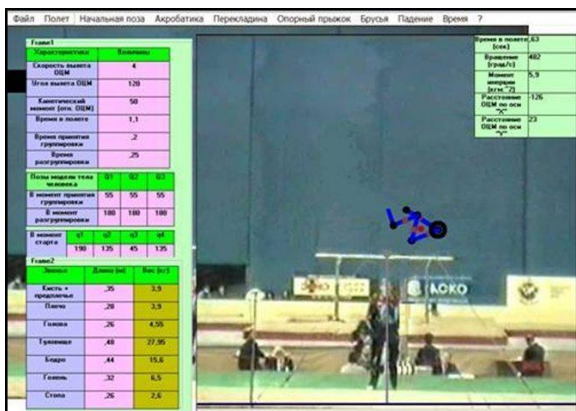 Файл Полет Начальная поза Акробатика Перекладина Опорный прыжок Брусья Падение Время ?
Frame1
Характеристики Величины
Скорость вылета ОЦМ 4
Угол вылета ОЦМ 120
Кинетический момент (отн. ОЦМ) 50
Время в полете 1,1
Время принятия группировки ,2
Время разгруппировки ,25
Позы модели тела человека Q1 Q2 Q3
В момент принятия группировки 55 55 55
В момент разгруппировки 180 180 180
В момент старта q1 q2 q3 q4
190 135 45 135
Frame2
Звенья Длина (м) Вес (кг)
Кисть + предплечье ,35 3,9
Плечо ,28 3,9
Голова ,26 4,55
Туловище ,48 27,95
Бедро ,44 15,6
Голень ,32 6,5
Стопа ,26 2,6
Время в полете (сек) ,63
Вращение (град/с) 482
Момент инерции (кгм^2) 5,9
Расстояние ОЦМ по оси "X" -126
Расстояние ОЦМ по оси "Y" 23